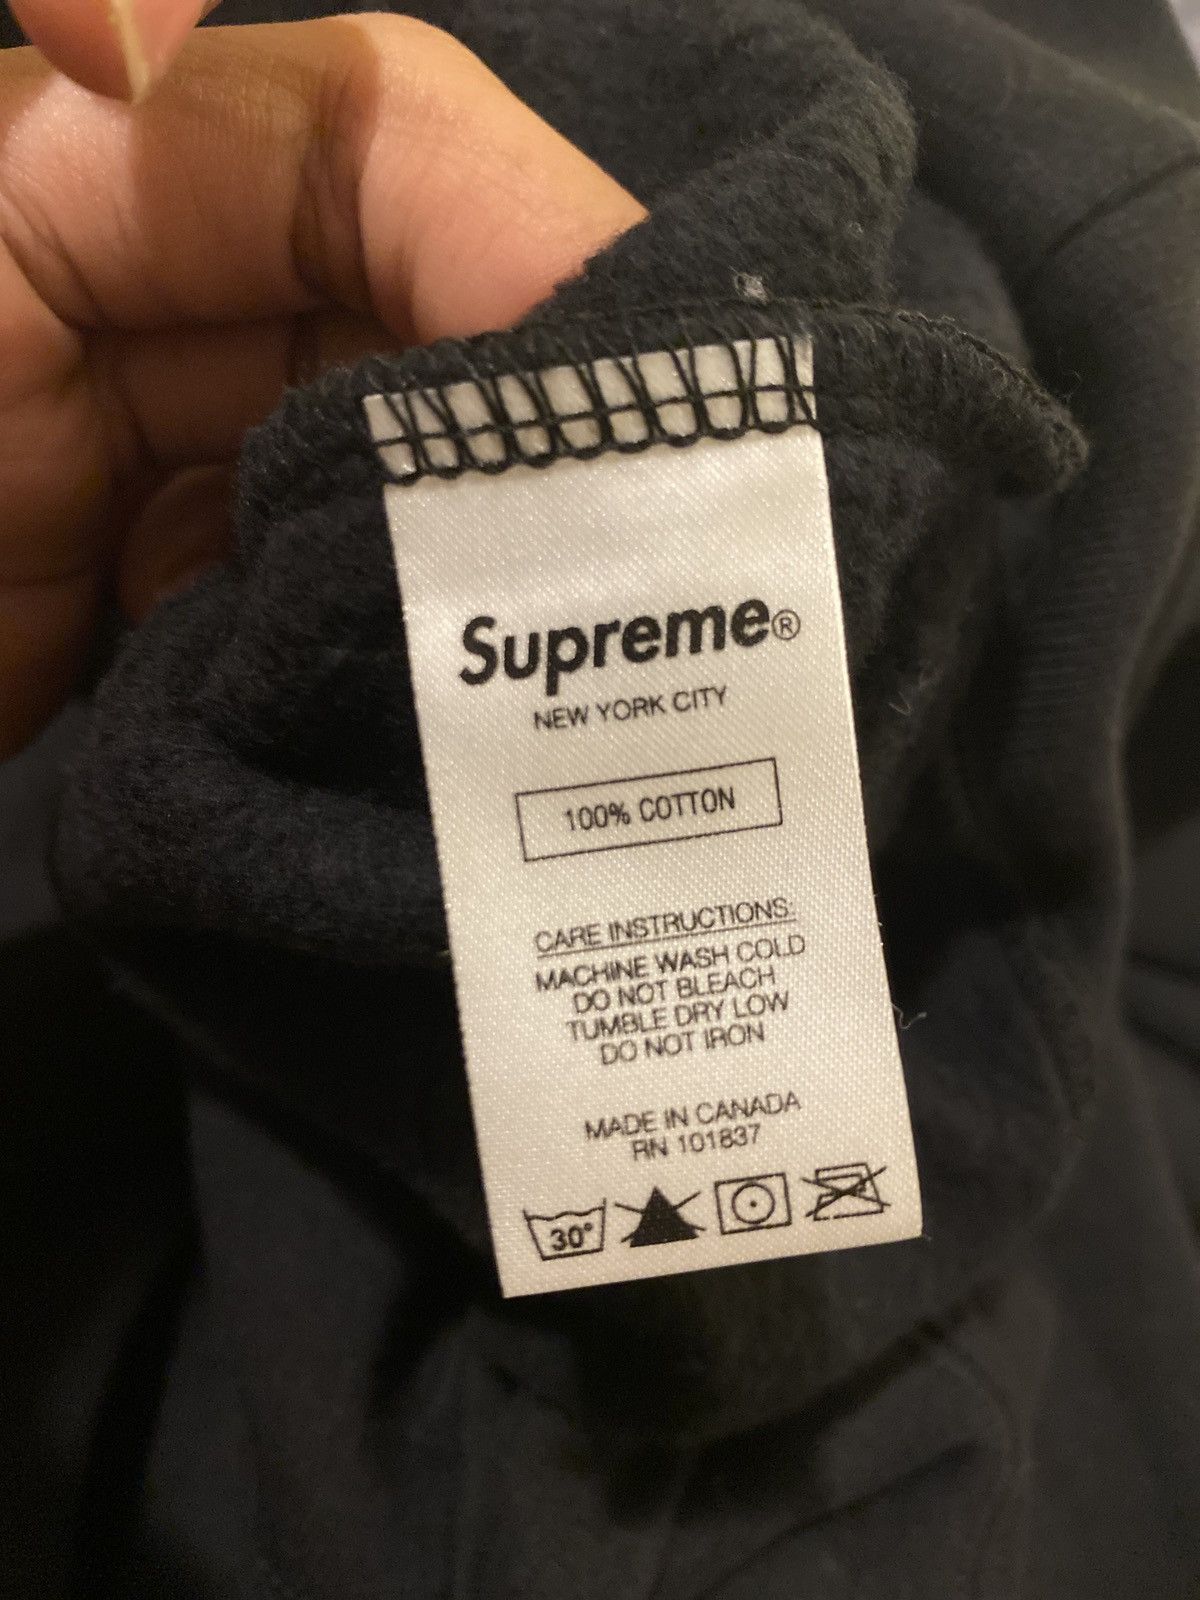 Supreme®
NEW YORK CITY
100% COTTON
CARE INSTRUCTIONS:
MACHINE WASH COLD
DO NOT BLEACH
TUMBLE DRY LOW
DO NOT IRON
MADE IN CANADA
RN 101837
30°